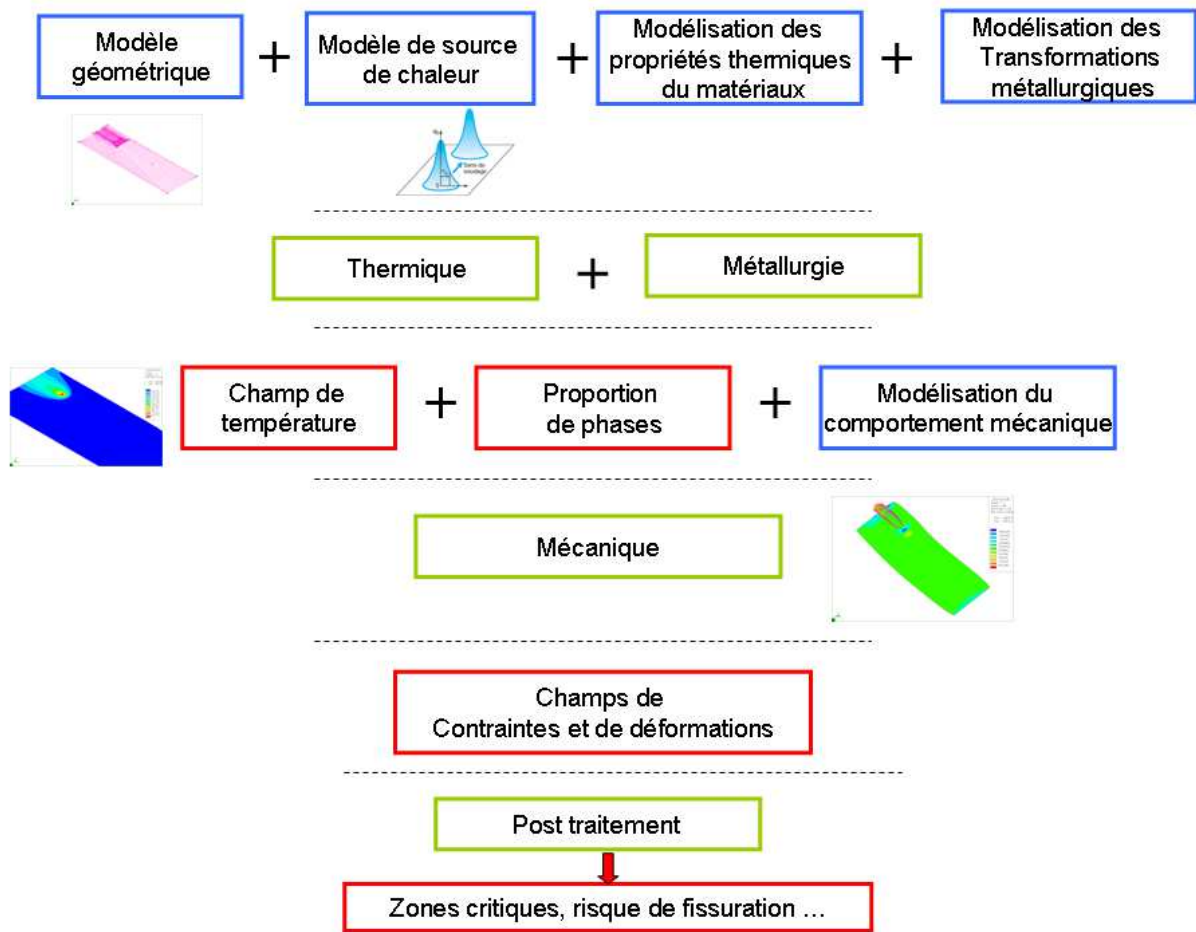 Modèle
géométrique
+
Modèle de source
de chaleur
+
Modélisation des
propriétés thermiques
du matériaux
+
Modélisation des
Transformations
métallurgiques
Thermique
+
Métallurgie
Champ de
température
+
Proportion
de phases
+
Modélisation du
comportement mécanique
Mécanique
Champs de
Contraintes et de déformations
Post traitement
Zones critiques, risque de fissuration ...